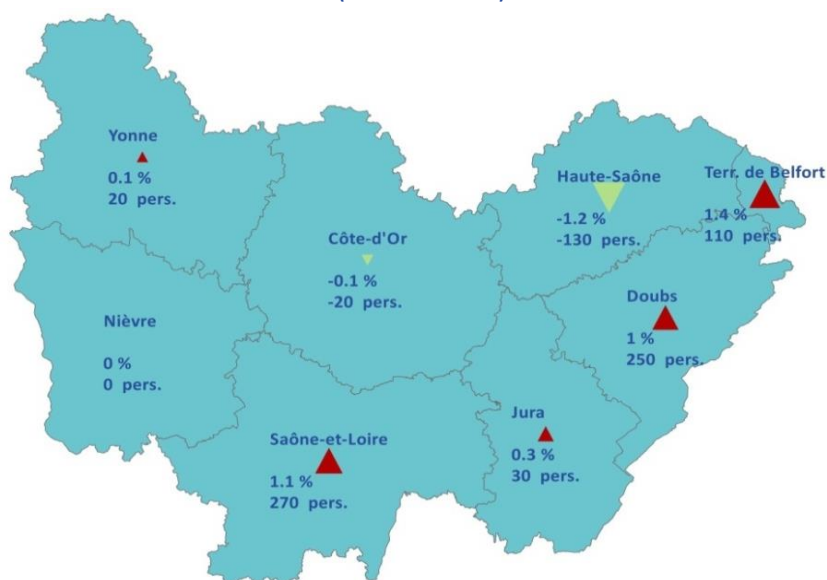 Yonne
0.1 %
20 pers.
Haute-Saône
-1.2 %
-130 pers.
Terr. de Belfort
1.4 %
110 pers.
Côte-d'Or
-0.1 %
-20 pers.
Doubs
1 %
250 pers.
Nièvre
0 %
0 pers.
Jura
0.3 %
30 pers.
Saône-et-Loire
1.1 %
270 pers.